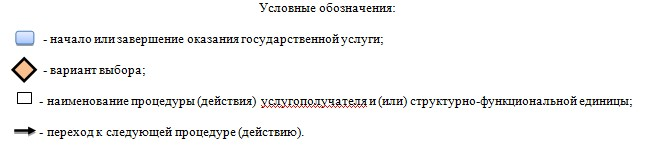 Условные обозначения:
- начало или завершение оказания государственной услуги;
- вариант выбора;
- наименование процедуры (действия) услугополучателя и (или) структурно-функциональной единицы;
- переход к следующей процедуре (действию).